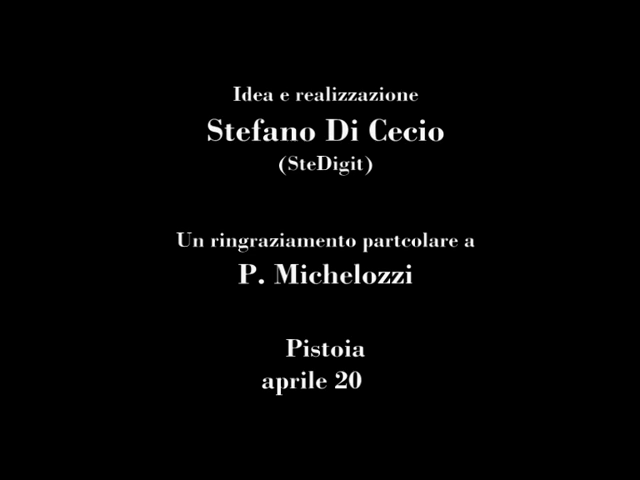 Idea e realizzazione
Stefano Di Cecio
(SteDigit)
Un ringraziamento partcolare a
P. Michelozzi
Pistoia
aprile 20